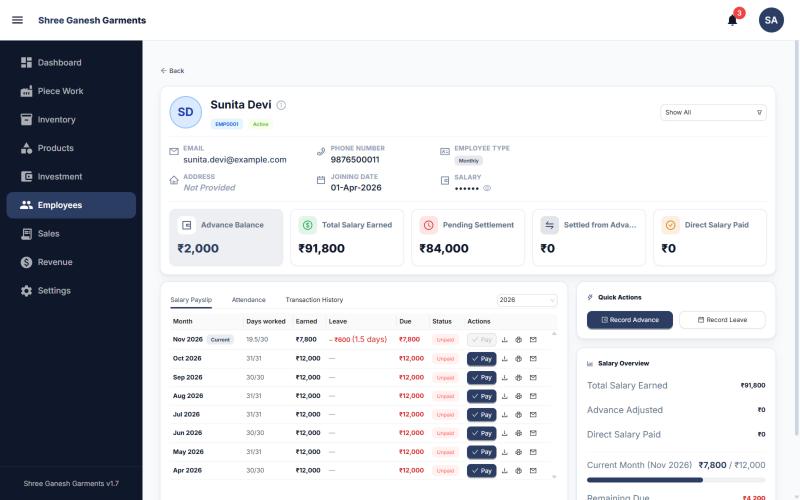 Shree Ganesh Garments
3
SA
Dashboard
Piece Work
Inventory
Products
Investment
Employees
Sales
Revenue
Settings
Shree Ganesh Garments v1.7
← Back
SD
Sunita Devi
EMP0001 Active
Show All
EMAIL
sunita.devi@example.com
PHONE NUMBER
9876500011
EMPLOYEE TYPE
Monthly
ADDRESS
Not Provided
JOINING DATE
01-Apr-2026
SALARY
••••••
Advance Balance
₹2,000
Total Salary Earned
₹91,800
Pending Settlement
₹84,000
Settled from Adva...
₹0
Direct Salary Paid
₹0
Salary Payslip Attendance Transaction History 2026
Month Days worked Earned Leave Due Status Actions
Nov 2026 Current 19.5/30 ₹7,800 – ₹600 (1.5 days) ₹7,800 Unpaid Pay
Oct 2026 31/31 ₹12,000 — ₹12,000 Unpaid Pay
Sep 2026 30/30 ₹12,000 — ₹12,000 Unpaid Pay
Aug 2026 31/31 ₹12,000 — ₹12,000 Unpaid Pay
Jul 2026 31/31 ₹12,000 — ₹12,000 Unpaid Pay
Jun 2026 30/30 ₹12,000 — ₹12,000 Unpaid Pay
May 2026 31/31 ₹12,000 — ₹12,000 Unpaid Pay
Apr 2026 30/30 ₹12,000 — ₹12,000 Unpaid Pay
Quick Actions
Record Advance Record Leave
Salary Overview
Total Salary Earned ₹91,800
Advance Adjusted ₹0
Direct Salary Paid ₹0
Current Month (Nov 2026) ₹7,800 / ₹12,000
Remaining Due ₹4,200